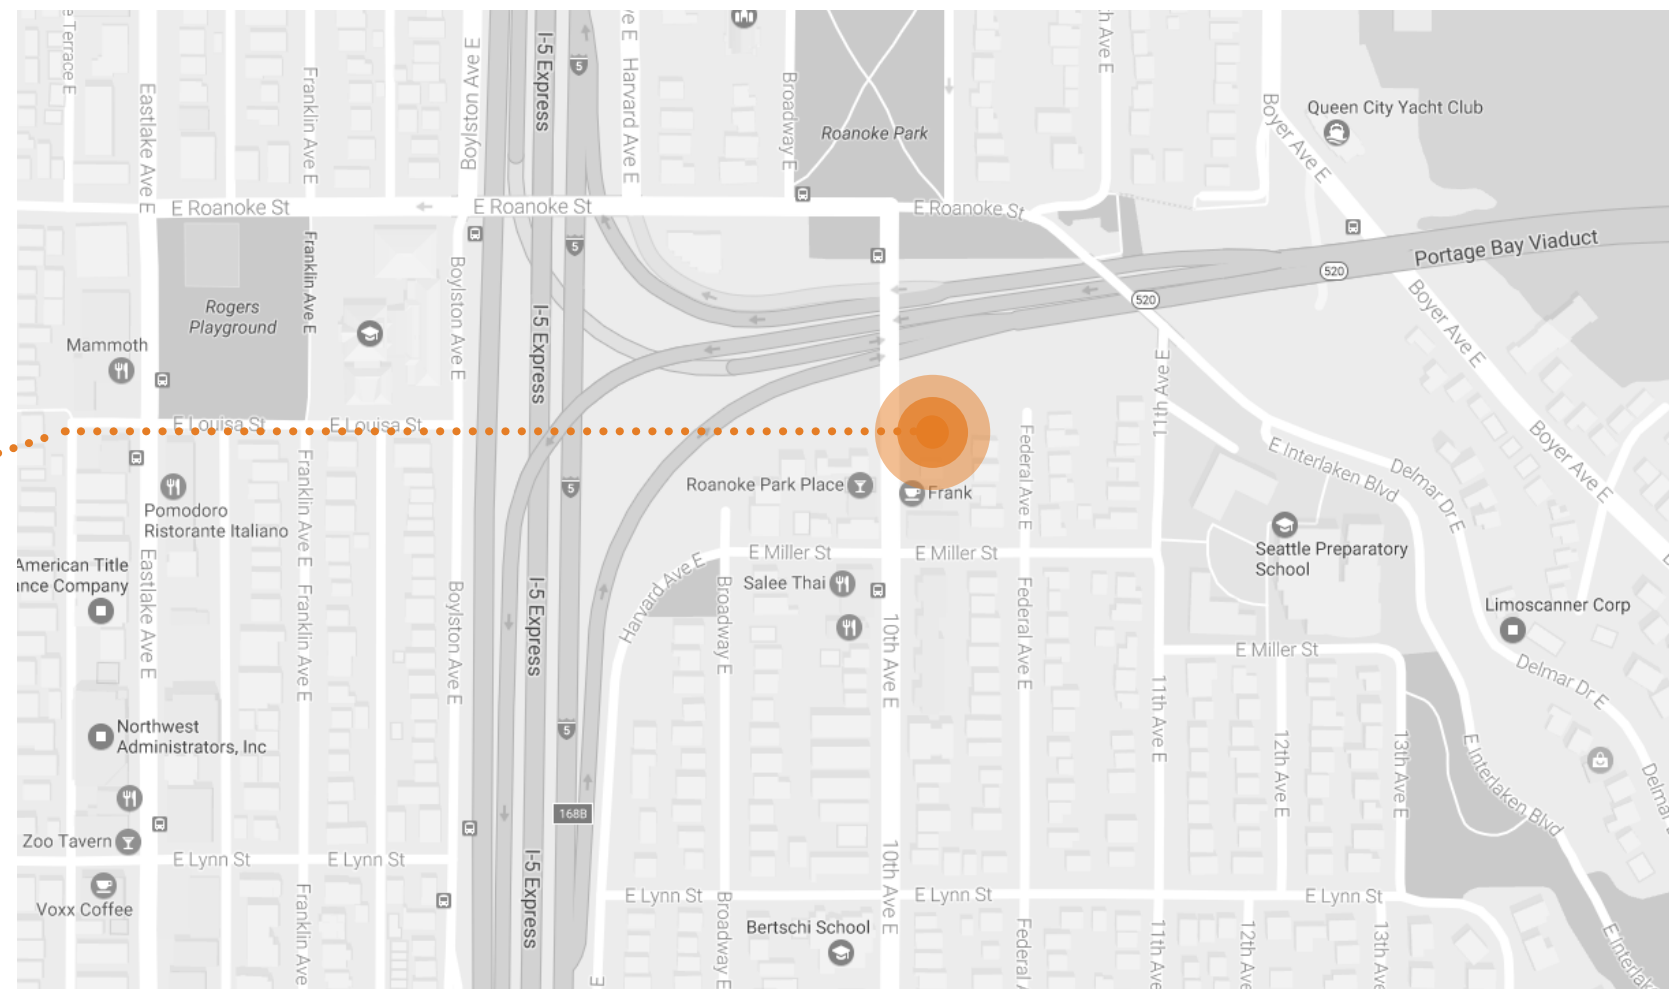 e Terrace E
Eastlake Ave E
Franklin Ave E
Boylston Ave E
I-5 Express
5
ve E
Harvard Ave E
Broadway E
Roanoke Park
th Ave E
Boyer Ave E
Queen City Yacht Club
E Roanoke St
E Roanoke St
E Roanoke St
5
Portage Bay Viaduct
520
520
Franklin Ave E
Boylston Ave E
Rogers
Playground
I-5 Express
Mammoth
Boyer Ave E
11th Ave E
E Louisa St
E Louisa St
Federal Ave E
E Interlaken Blvd
Delmar Dr E
Boyer Ave E
Franklin Ave E
5
Roanoke Park Place
Frank
Pomodoro
Ristorante Italiano
E Miller St
E Miller St
Seattle Preparatory
School
American Title
nce Company
Eastlake Ave E
Franklin Ave E
Boylston Ave E
I-5 Express
Harvard Ave E
Broadway E
Salee Thai
10th Ave E
Federal Ave E
Limoscanner Corp
E Miller St
Delmar Dr E
11th Ave E
12th Ave E
13th Ave E
E Interlaken Blvd
Delmar
Northwest
Administrators, Inc
5
168B
Zoo Tavern
E Lynn St
E Lynn St
I-5 Express
10th Ave E
Voxx Coffee
Franklin Ave
E Lynn St
Broadway E
E Lynn St
E Lynn St
Bertschi School
Federal
11th Ave
12th Ave
13th Ave
E Interlak
E